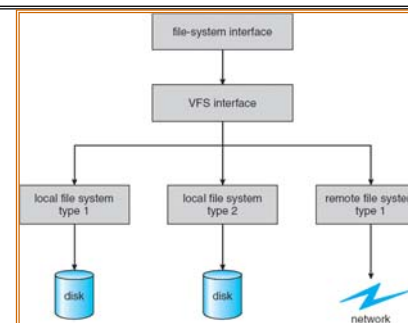 file-system interface
VFS interface
local file system
type 1
local file system
type 2
remote file system
type 1
disk
disk
network